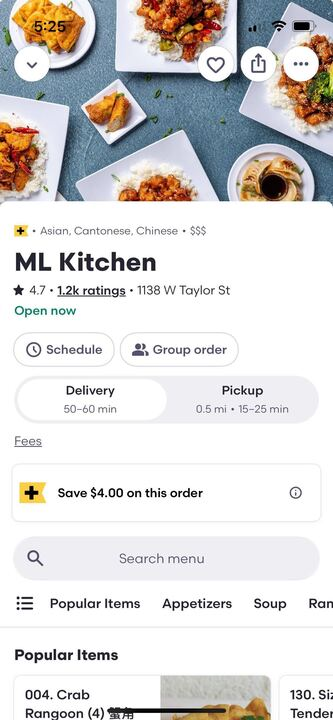 5:25
• Asian, Cantonese, Chinese • $$$
ML Kitchen
★ 4.7 • 1.2k ratings • 1138 W Taylor St
Open now
Schedule
Group order
Delivery
50–60 min
Pickup
0.5 mi • 15–25 min
Fees
Save $4.00 on this order
Search menu
Popular Items
Appetizers
Soup
Ram
Popular Items
004. Crab
Rangoon (4) 蟹角
130. Siz
Tender